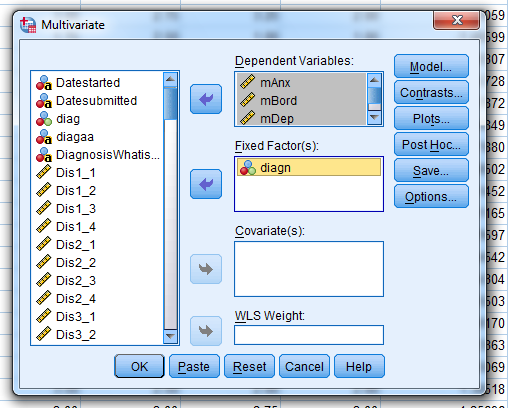 Multivariate
Datestarted
Datesubmitted
diag
diagaa
DiagnosisWhatis...
Dis1_1
Dis1_2
Dis1_3
Dis1_4
Dis2_1
Dis2_2
Dis2_3
Dis2_4
Dis3_1
Dis3_2
Dependent Variables:
mAnx
mBord
mDep
Fixed Factor(s):
diagn
Covariate(s):
WLS Weight:
Model...
Contrasts...
Plots...
Post Hoc...
Save...
Options...
OK
Paste
Reset
Cancel
Help